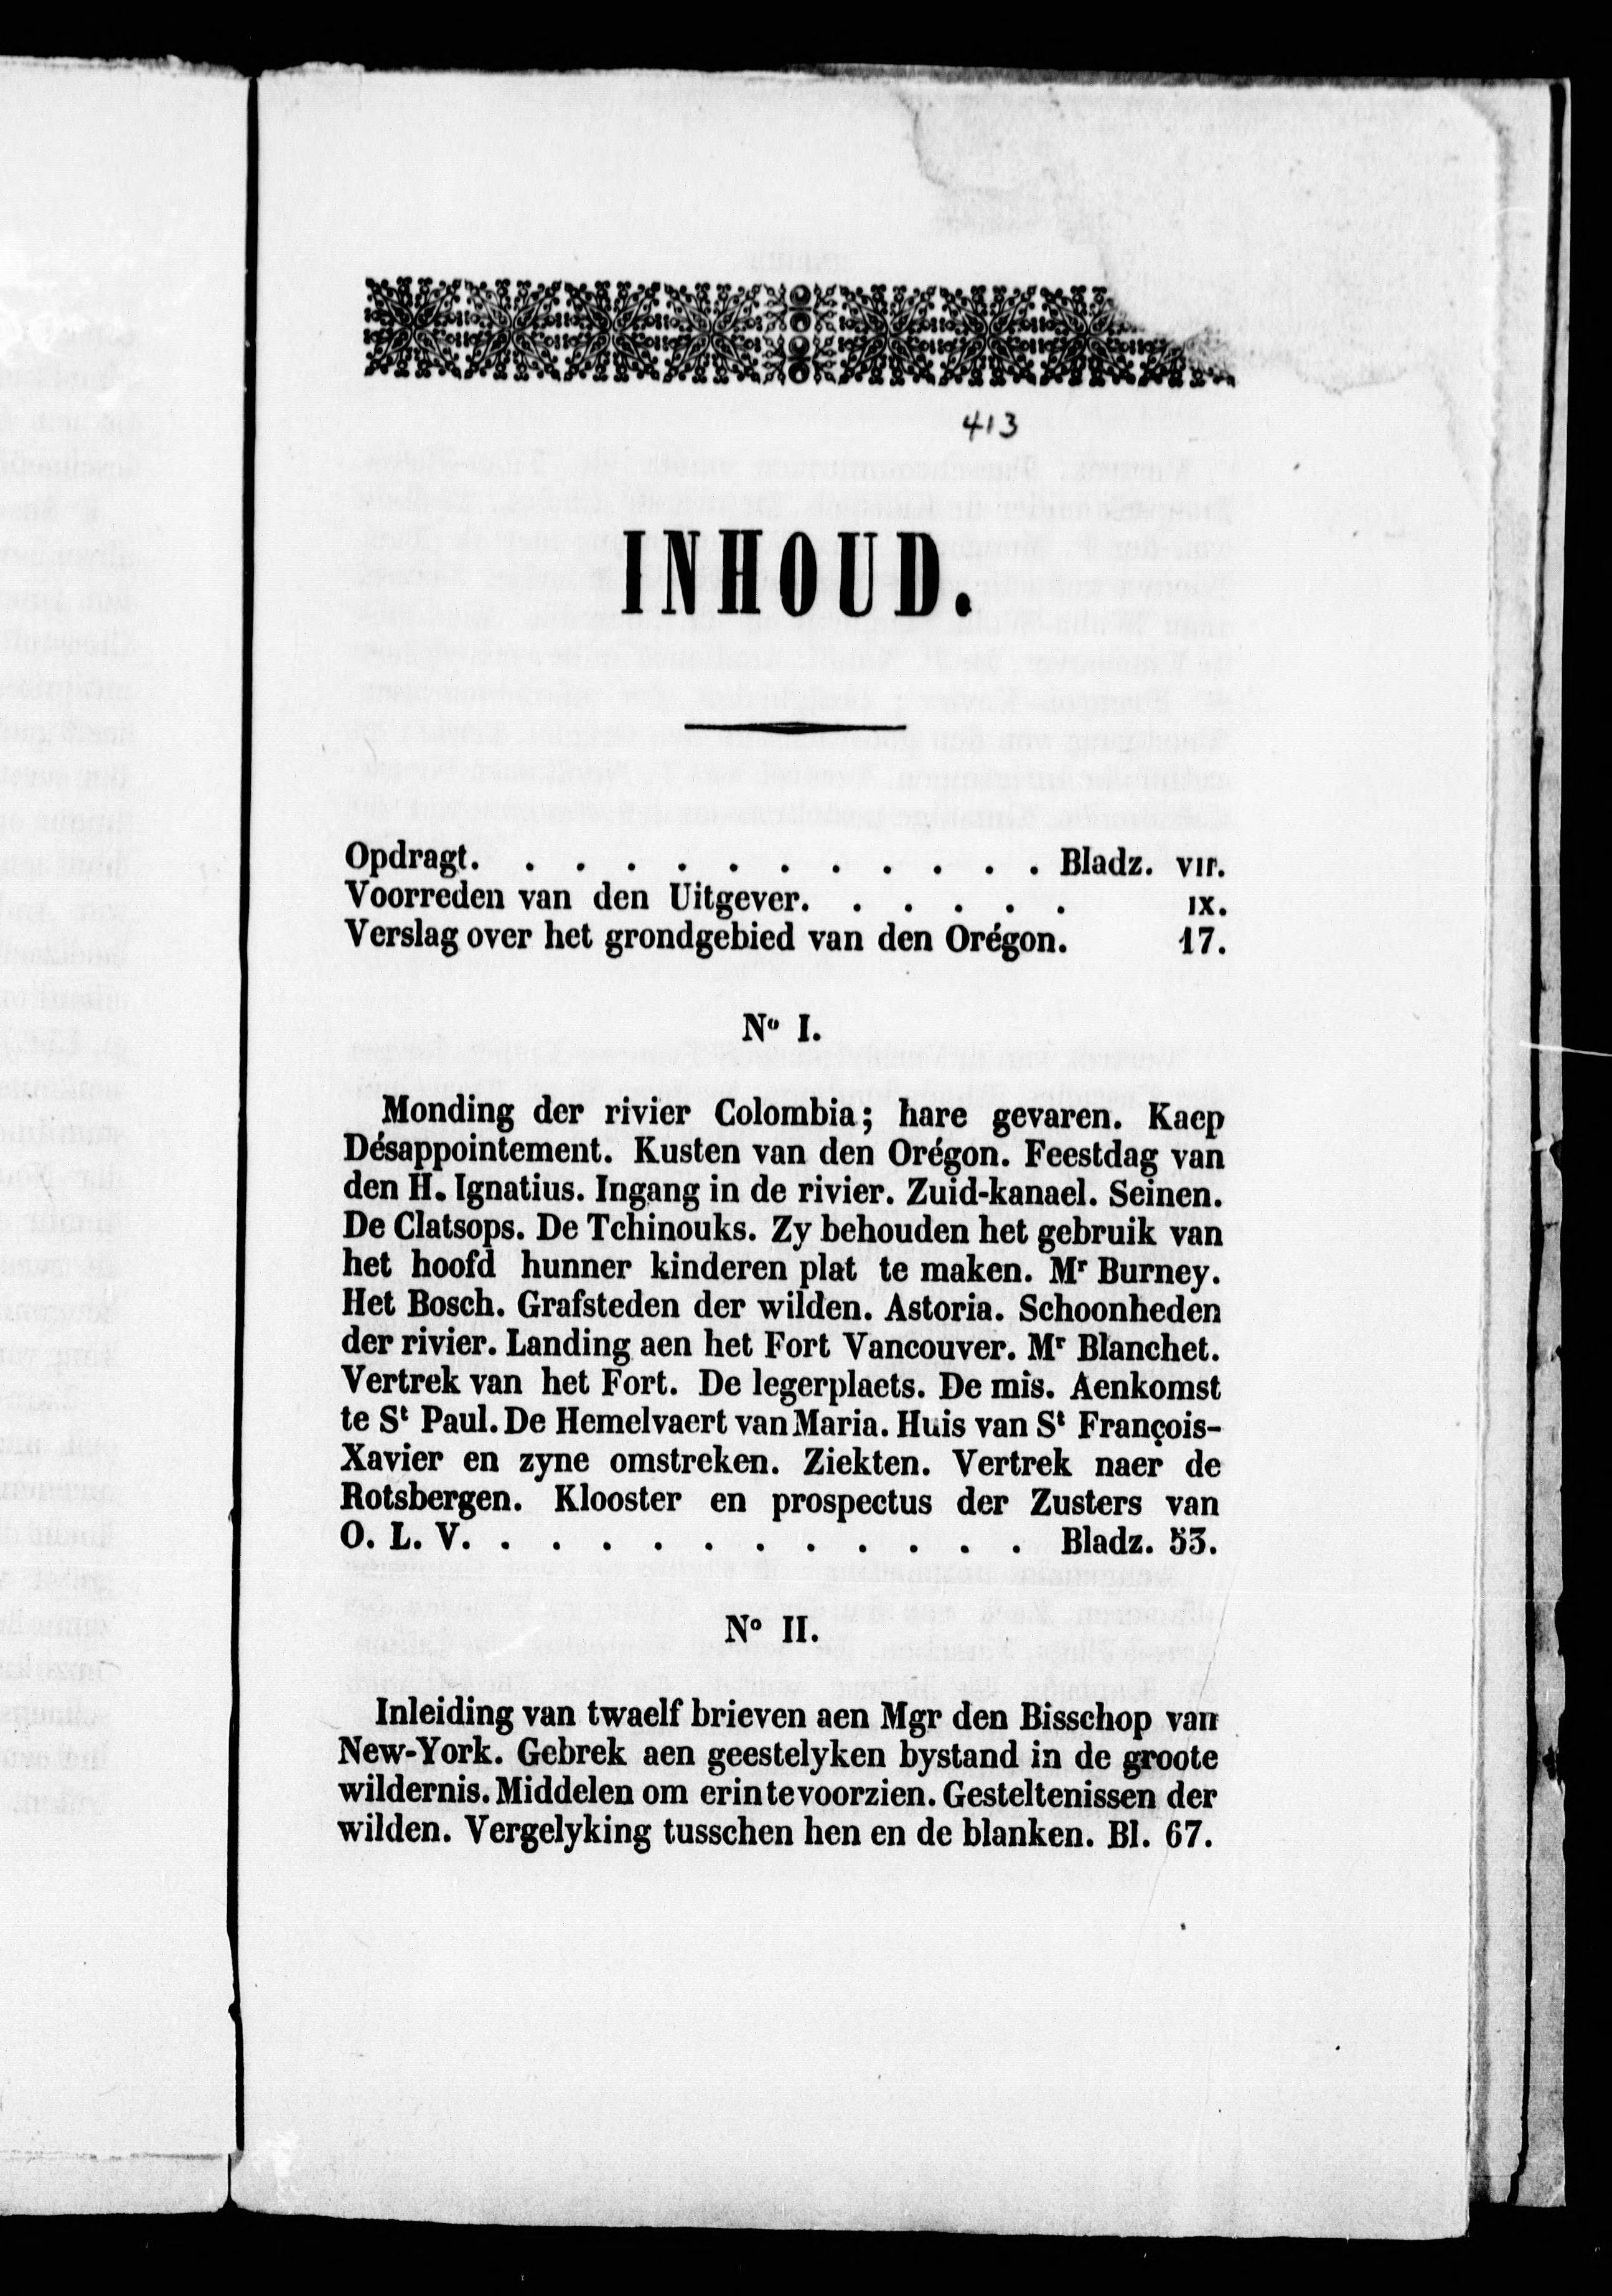 413
INHOUD.
Opdragt. . . . . . . . . . . . Bladz. VII.
Voorreden van den Uitgever. . . . . . IX.
Verslag over het grondgebied van den Orégon. 17.
Nº I.
Monding der rivier Colombia; hare gevaren. Kaep
Désappointement. Kusten van den Orégon. Feestdag van
den H. Ignatius. Ingang in de rivier. Zuid-kanael. Seinen.
De Clatsops. De Tchinouks. Zy behouden het gebruik van
het hoofd hunner kinderen plat te maken. Mʳ Burney.
Het Bosch. Grafsteden der wilden. Astoria. Schoonheden
der rivier. Landing aen het Fort Vancouver. Mʳ Blanchet.
Vertrek van het Fort. De legerplaets. De mis. Aenkomst
te Sᵗ Paul. De Hemelvaert van Maria. Huis van Sᵗ François-
Xavier en zyne omstreken. Ziekten. Vertrek naer de
Rotsbergen. Klooster en prospectus der Zusters van
O. L. V. . . . . . . . . . . . Bladz. 53.
Nº II.
Inleiding van twaelf brieven aen Mgr den Bisschop van
New-York. Gebrek aen geestelyken bystand in de groote
wildernis. Middelen om erin te voorzien. Gesteltenissen der
wilden. Vergelyking tusschen hen en de blanken. Bl. 67.